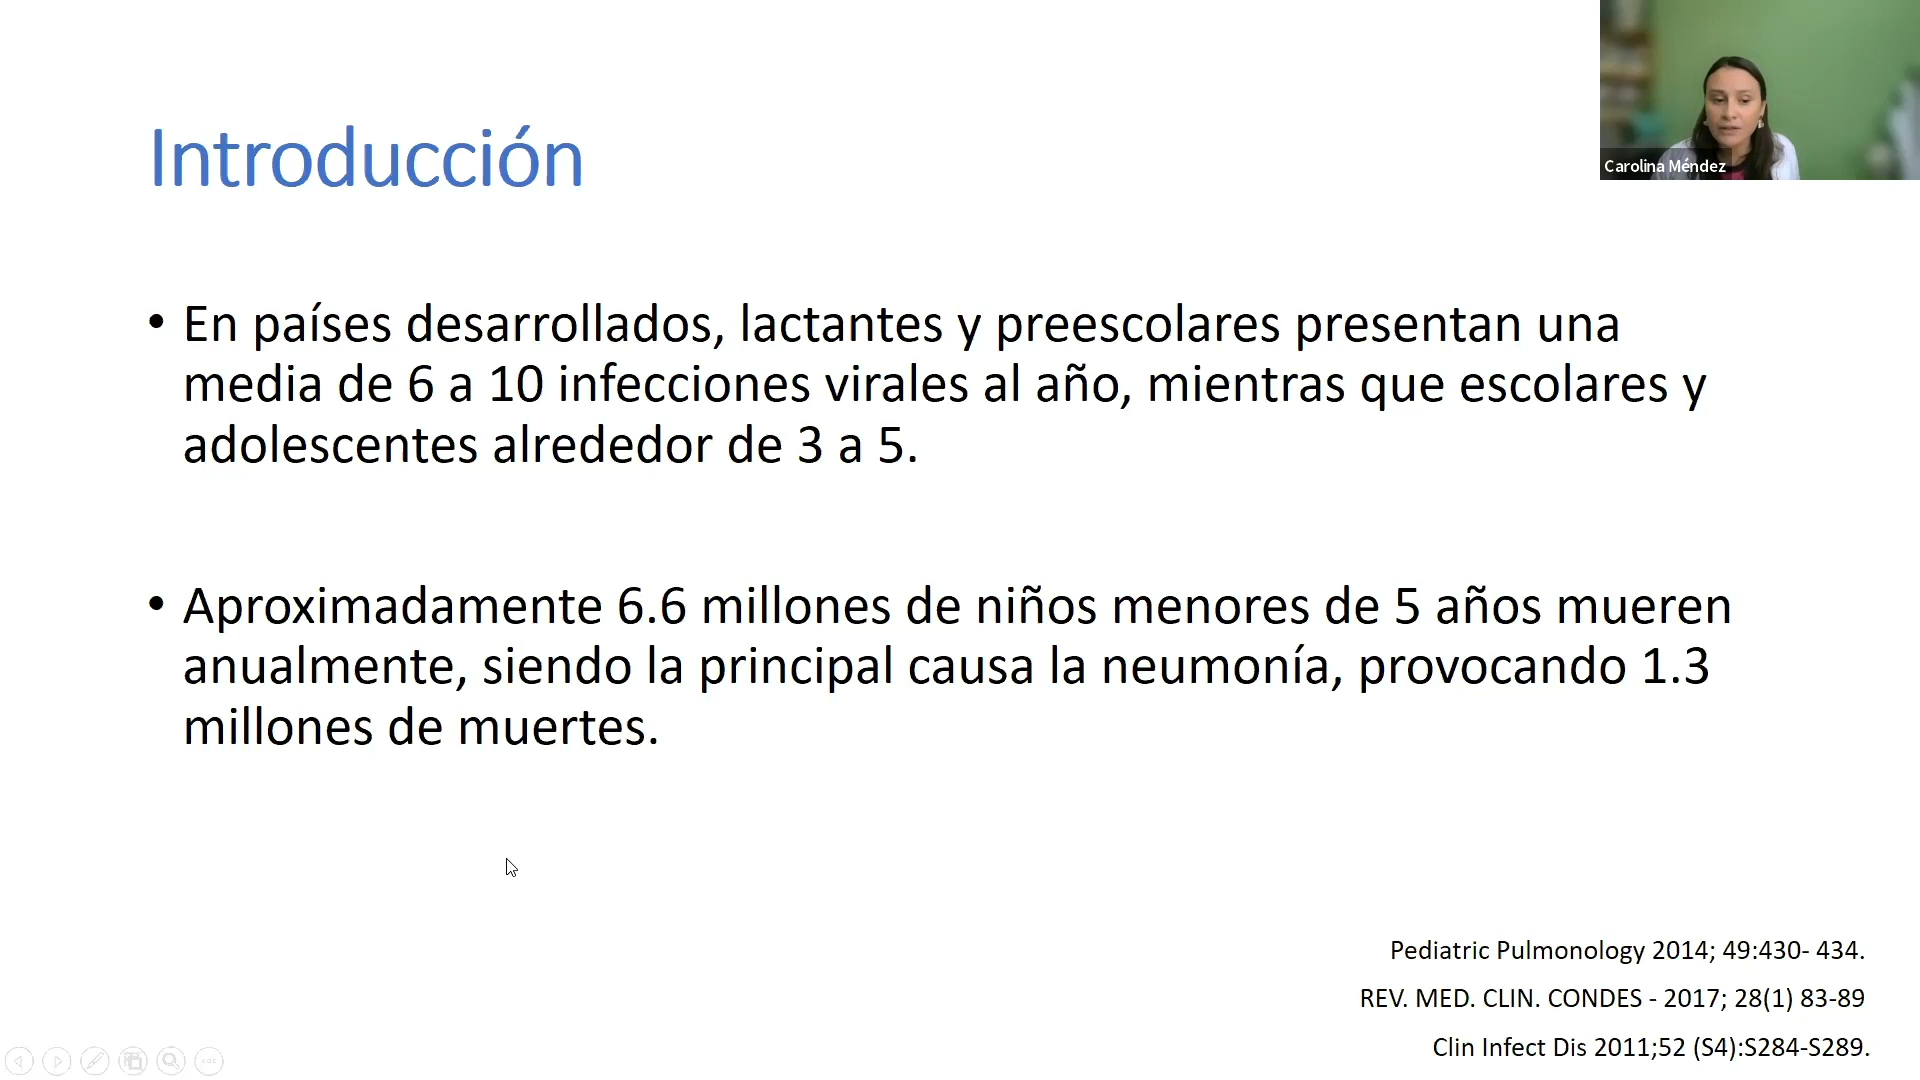 Carolina Méndez
Introducción
• En países desarrollados, lactantes y preescolares presentan una
media de 6 a 10 infecciones virales al año, mientras que escolares y
adolescentes alrededor de 3 a 5.
• Aproximadamente 6.6 millones de niños menores de 5 años mueren
anualmente, siendo la principal causa la neumonía, provocando 1.3
millones de muertes.
Pediatric Pulmonology 2014; 49:430- 434.
REV. MED. CLIN. CONDES - 2017; 28(1) 83-89
Clin Infect Dis 2011;52 (S4):S284-S289.